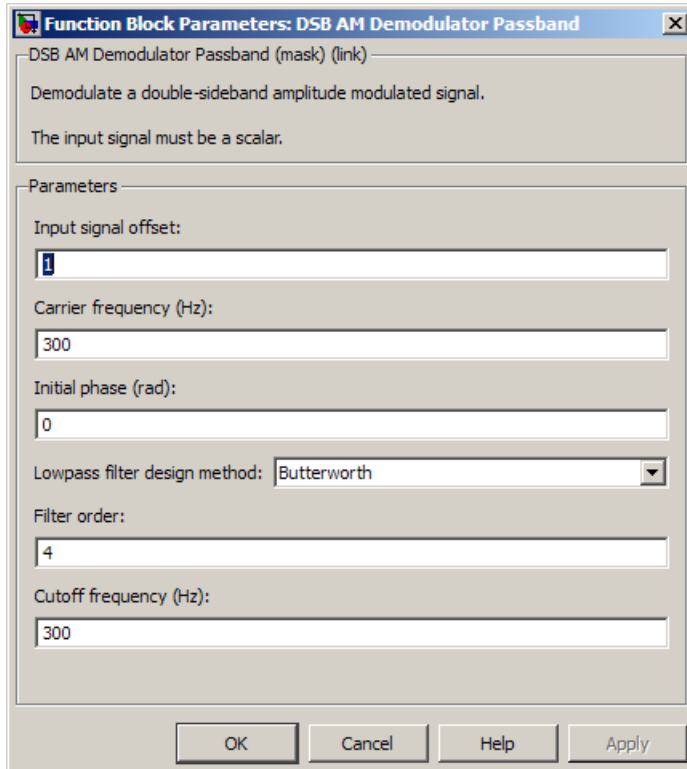 Function Block Parameters: DSB AM Demodulator Passband
DSB AM Demodulator Passband (mask) (link)
Demodulate a double-sideband amplitude modulated signal.
The input signal must be a scalar.
Parameters
Input signal offset:
1
Carrier frequency (Hz):
300
Initial phase (rad):
0
Lowpass filter design method: Butterworth
Filter order:
4
Cutoff frequency (Hz):
300
OK Cancel Help Apply